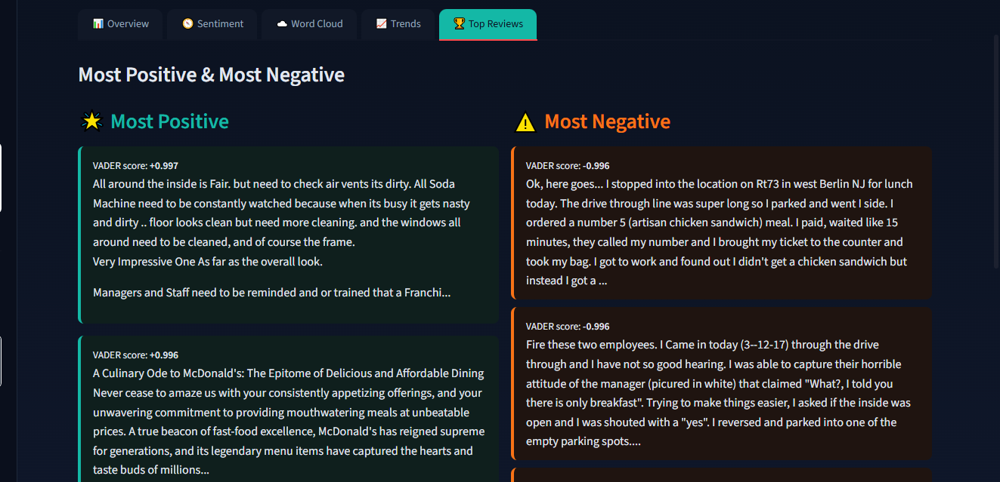 Overview
Sentiment
Word Cloud
Trends
Top Reviews
Most Positive & Most Negative
Most Positive
VADER score: +0.997
All around the inside is Fair. but need to check air vents its dirty. All Soda
Machine need to be constantly watched because when its busy it gets nasty
and dirty .. floor looks clean but need more cleaning. and the windows all
around need to be cleaned, and of course the frame.
Very Impressive One As far as the overall look.
Managers and Staff need to be reminded and or trained that a Franchi...
VADER score: +0.996
A Culinary Ode to McDonald's: The Epitome of Delicious and Affordable Dining
Never cease to amaze us with your consistently appetizing offerings, and your
unwavering commitment to providing mouthwatering meals at unbeatable
prices. A true beacon of fast-food excellence, McDonald's has reigned supreme
for generations, and its legendary menu items have captured the hearts and
taste buds of millions...
Most Negative
VADER score: -0.996
Ok, here goes... I stopped into the location on Rt73 in west Berlin NJ for lunch
today. The drive through line was super long so I parked and went I side. I
ordered a number 5 (artisan chicken sandwich) meal. I paid, waited like 15
minutes, they called my number and I brought my ticket to the counter and
took my bag. I got to work and found out I didn't get a chicken sandwich but
instead I got a ...
VADER score: -0.996
Fire these two employees. I Came in today (3--12-17) through the drive
through and I have not so good hearing. I was able to capture their horrible
attitude of the manager (picured in white) that claimed "What?, I told you
there is only breakfast". Trying to make things easier, I asked if the inside was
open and I was shouted with a "yes". I reversed and parked into one of the
empty parking spots....